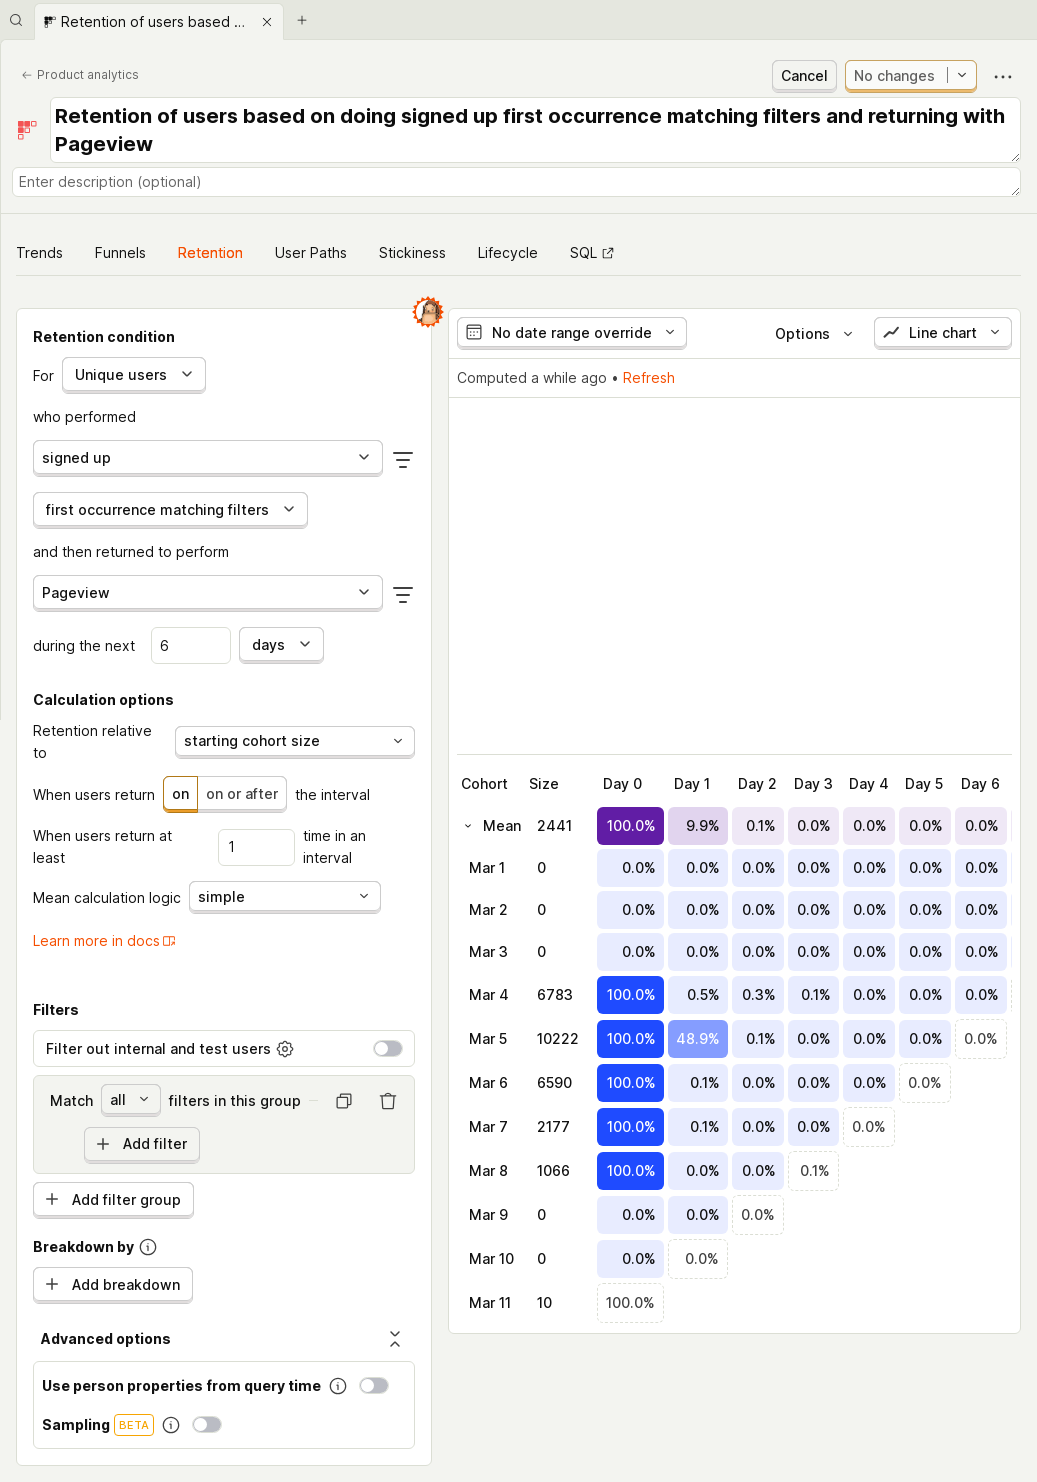 Retention of users based ...
Product analytics
Cancel
No changes
Retention of users based on doing signed up first occurrence matching filters and returning with
Pageview
Enter description (optional)
Trends Funnels Retention User Paths Stickiness Lifecycle SQL
Retention condition
For Unique users
who performed
signed up
first occurrence matching filters
and then returned to perform
Pageview
during the next 6 days
Calculation options
Retention relative
to
starting cohort size
When users return on on or after the interval
When users return at
least
1
time in an
interval
Mean calculation logic simple
Learn more in docs
Filters
Filter out internal and test users
Match all filters in this group
Add filter
Add filter group
Breakdown by
Add breakdown
Advanced options
Use person properties from query time
Sampling BETA
No date range override
Options
Line chart
Computed a while ago • Refresh
Cohort Size Day 0 Day 1 Day 2 Day 3 Day 4 Day 5 Day 6
Mean 2441 100.0% 9.9% 0.1% 0.0% 0.0% 0.0% 0.0%
Mar 1 0 0.0% 0.0% 0.0% 0.0% 0.0% 0.0% 0.0%
Mar 2 0 0.0% 0.0% 0.0% 0.0% 0.0% 0.0% 0.0%
Mar 3 0 0.0% 0.0% 0.0% 0.0% 0.0% 0.0% 0.0%
Mar 4 6783 100.0% 0.5% 0.3% 0.1% 0.0% 0.0% 0.0%
Mar 5 10222 100.0% 48.9% 0.1% 0.0% 0.0% 0.0% 0.0%
Mar 6 6590 100.0% 0.1% 0.0% 0.0% 0.0% 0.0%
Mar 7 2177 100.0% 0.1% 0.0% 0.0% 0.0%
Mar 8 1066 100.0% 0.0% 0.0% 0.1%
Mar 9 0 0.0% 0.0% 0.0%
Mar 10 0 0.0% 0.0%
Mar 11 10 100.0%